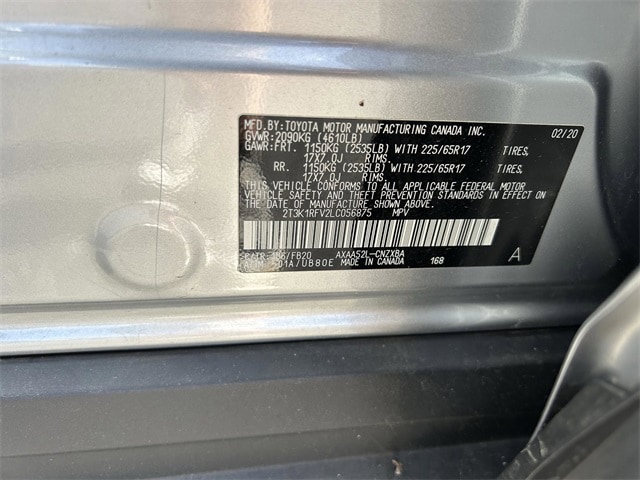 MFD.BY:TOYOTA MOTOR MANUFACTURING CANADA INC. 02/20
GVWR:2090KG (4610LB)
GAWR:FRT. 1150KG (2535LB) WITH 225/65R17 TIRES,
17X7.0J RIMS.
RR. 1150KG (2535LB) WITH 225/65R17 TIRES,
17X7.0J RIMS.
THIS VEHICLE CONFORMS TO ALL APPLICABLE FEDERAL MOTOR
VEHICLE SAFETY AND THEFT PREVENTION STANDARDS IN EFFECT ON
THE DATE OF MANUFACTURE SHOWN ABOVE.
2T3K1RFV2LC056875 MPV
/FB20 AXAA52L-CNZXBA
01A/UB80E MADE IN CANADA 168 A